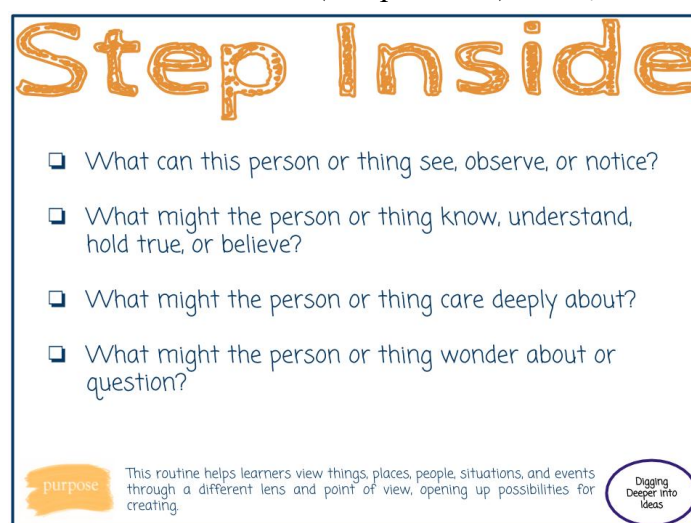 Step Inside
What can this person or thing see, observe, or notice?
What might the person or thing know, understand,
hold true, or believe?
What might the person or thing care deeply about?
What might the person or thing wonder about or
question?
purpose
This routine helps learners view things, places, people, situations, and events
through a different lens and point of view, opening up possibilities for
creating.
Digging
Deeper into
Ideas